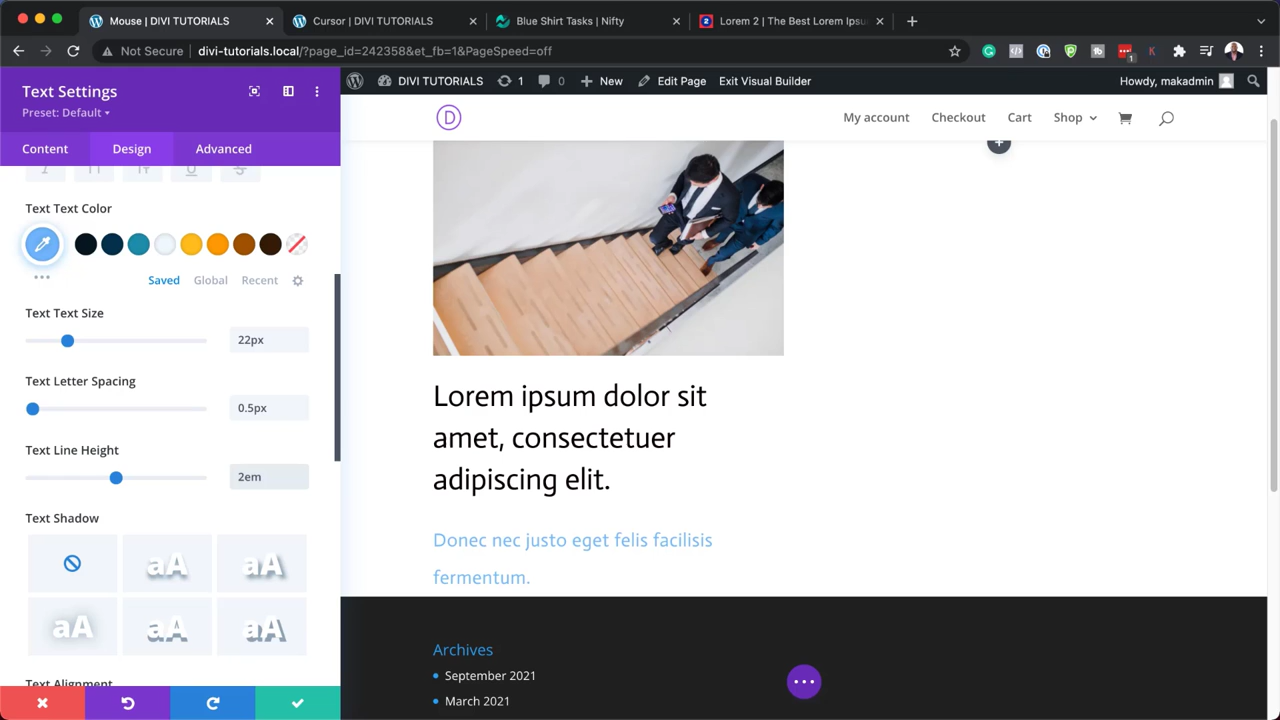 Mouse | DIVI TUTORIALS
Cursor | DIVI TUTORIALS
Blue Shirt Tasks | Nifty
Lorem 2 | The Best Lorem Ipsu
Not Secure
divi-tutorials.local/?page_id=242358&et_fb=1&PageSpeed=off
1
K
Text Settings
Preset: Default
DIVI TUTORIALS
1
0
New
Edit Page
Exit Visual Builder
Howdy, makadmin
D
My account
Checkout
Cart
Shop
Content
Design
Advanced
Text Text Color
Saved
Global
Recent
Text Text Size
22px
Text Letter Spacing
0.5px
Text Line Height
2em
Text Shadow
aA
aA
aA
aA
aA
Text Alignment
Lorem ipsum dolor sit
amet, consectetuer
adipiscing elit.
Donec nec justo eget felis facilisis
fermentum.
Archives
September 2021
March 2021